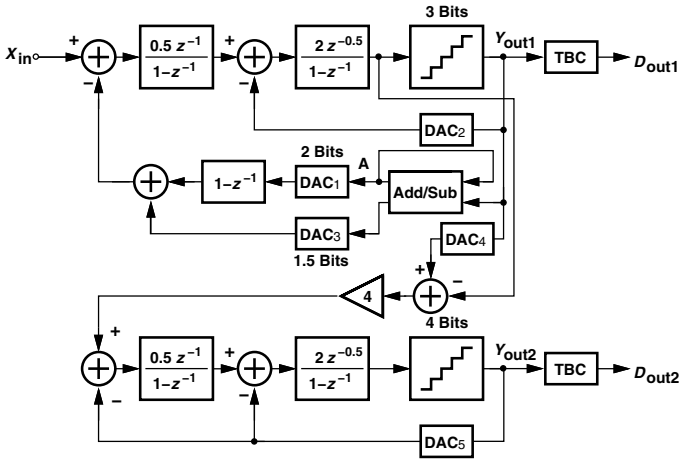 3 Bits
X_in
+
−
0.5 z^−1
1−z^−1
+
−
2 z^−0.5
1−z^−1
Y_out1
TBC
D_out1
DAC2
2 Bits
A
1−z^−1
DAC1
Add/Sub
DAC3
1.5 Bits
DAC4
+
−
4
4 Bits
+
−
0.5 z^−1
1−z^−1
+
−
2 z^−0.5
1−z^−1
Y_out2
TBC
D_out2
DAC5